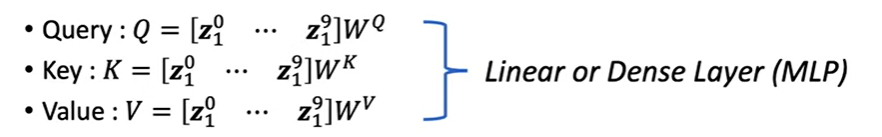 • Query : Q = [z₁⁰ ⋯ z₁⁹]W^Q
• Key : K = [z₁⁰ ⋯ z₁⁹]W^K
• Value : V = [z₁⁰ ⋯ z₁⁹]W^V
Linear or Dense Layer (MLP)